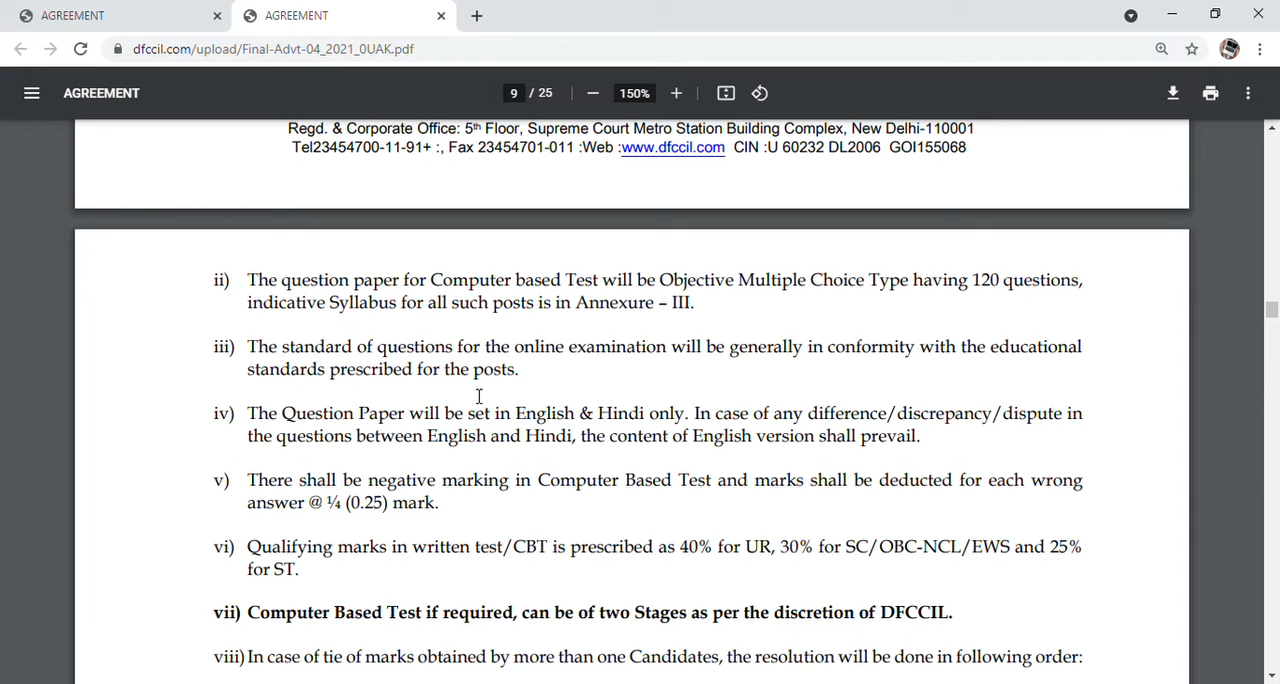 AGREEMENT
AGREEMENT
dfccil.com/upload/Final-Advt-04_2021_0UAK.pdf
AGREEMENT
9 / 25
150%
Regd. & Corporate Office: 5th Floor, Supreme Court Metro Station Building Complex, New Delhi-110001
Tel23454700-11-91+ :, Fax 23454701-011 :Web :www.dfccil.com CIN :U 60232 DL2006 GOI155068
ii) The question paper for Computer based Test will be Objective Multiple Choice Type having 120 questions,
indicative Syllabus for all such posts is in Annexure – III.
iii) The standard of questions for the online examination will be generally in conformity with the educational
standards prescribed for the posts.
iv) The Question Paper will be set in English & Hindi only. In case of any difference/discrepancy/dispute in
the questions between English and Hindi, the content of English version shall prevail.
v) There shall be negative marking in Computer Based Test and marks shall be deducted for each wrong
answer @ ¼ (0.25) mark.
vi) Qualifying marks in written test/CBT is prescribed as 40% for UR, 30% for SC/OBC-NCL/EWS and 25%
for ST.
vii) Computer Based Test if required, can be of two Stages as per the discretion of DFCCIL.
viii) In case of tie of marks obtained by more than one Candidates, the resolution will be done in following order: